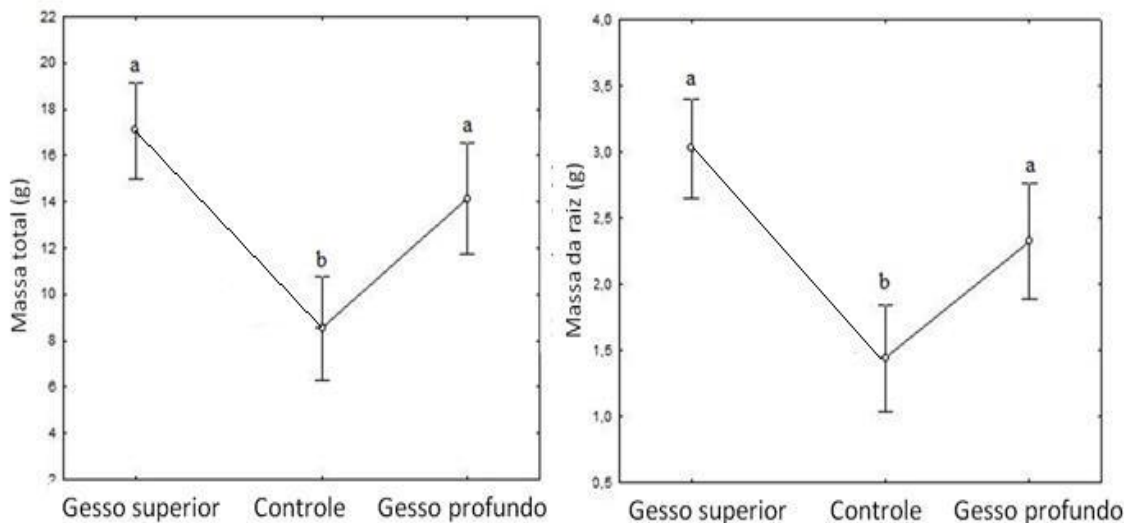 Massa total (g)
22
20
18
16
14
12
10
8
6
4
2
a
b
a
Gesso superior Controle Gesso profundo
Massa da raiz (g)
4,0
3,5
3,0
2,5
2,0
1,5
1,0
0,5
a
b
a
Gesso superior Controle Gesso profundo